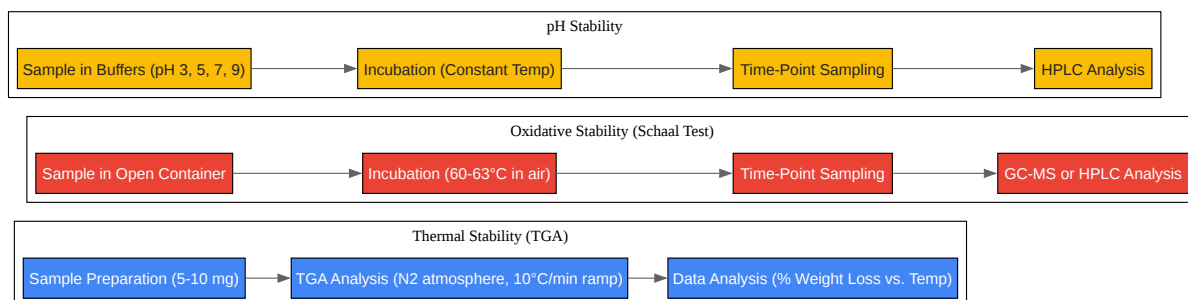 pH Stability
Sample in Buffers (pH 3, 5, 7, 9)
Incubation (Constant Temp)
Time-Point Sampling
HPLC Analysis
Oxidative Stability (Schaal Test)
Sample in Open Container
Incubation (60-63°C in air)
Time-Point Sampling
GC-MS or HPLC Analysis
Thermal Stability (TGA)
Sample Preparation (5-10 mg)
TGA Analysis (N2 atmosphere, 10°C/min ramp)
Data Analysis (% Weight Loss vs. Temp)